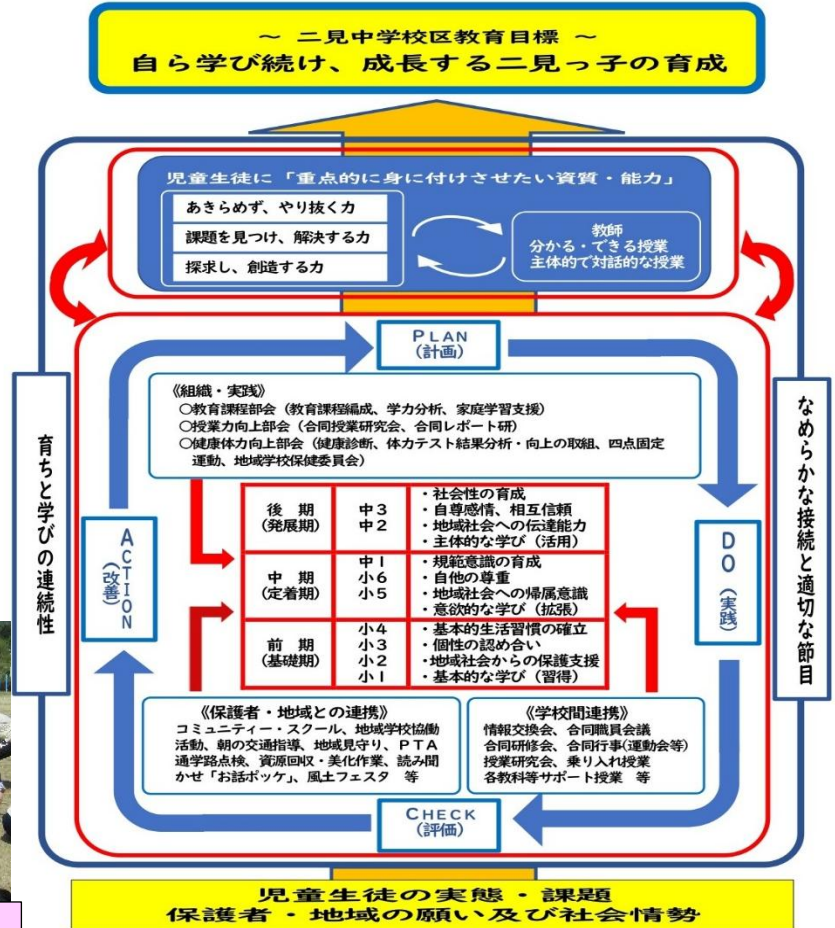 ～ 二見中学校区教育目標 ～
自ら学び続け、成長する二見っ子の育成
児童生徒に「重点的に身に付けさせたい資質・能力」
あきらめず、やり抜く力
課題を見つけ、解決する力
探求し、創造する力
教師
分かる・できる授業
主体的で対話的な授業
育ちと学びの連続性
なめらかな接続と適切な節目
PLAN
(計画)
《組織・実践》
○教育課程部会（教育課程編成、学力分析、家庭学習支援）
○授業力向上部会（合同授業研究会、合同レポート研）
○健康体力向上部会（健康診断、体力テスト結果分析・向上の取組、四点固定
運動、地域学校保健委員会）
ACTION
(改善)
DO (実践)
後 期
(発展期)
中３
中２
・社会性の育成
・自尊感情、相互信頼
・地域社会への伝達能力
・主体的な学び（活用）
中 期
(定着期)
中１
小６
小５
・規範意識の育成
・自他の尊重
・地域社会への帰属意識
・意欲的な学び（拡張）
前 期
(基礎期)
小４
小３
小２
小１
・基本的生活習慣の確立
・個性の認め合い
・地域社会からの保護支援
・基本的な学び（習得）
《保護者・地域との連携》
コミュニティー・スクール、地域学校協働
活動、朝の交通指導、地域見守り、ＰＴＡ
通学路点検、資源回収・美化作業、読み聞
かせ「お話ポッケ」、風土フェスタ 等
《学校間連携》
情報交換会、合同職員会議
合同研修会、合同行事(運動会等)
授業研究会、乗り入れ授業
各教科等サポート授業 等
CHECK
(評価)
児童生徒の実態・課題
保護者・地域の願い及び社会情勢